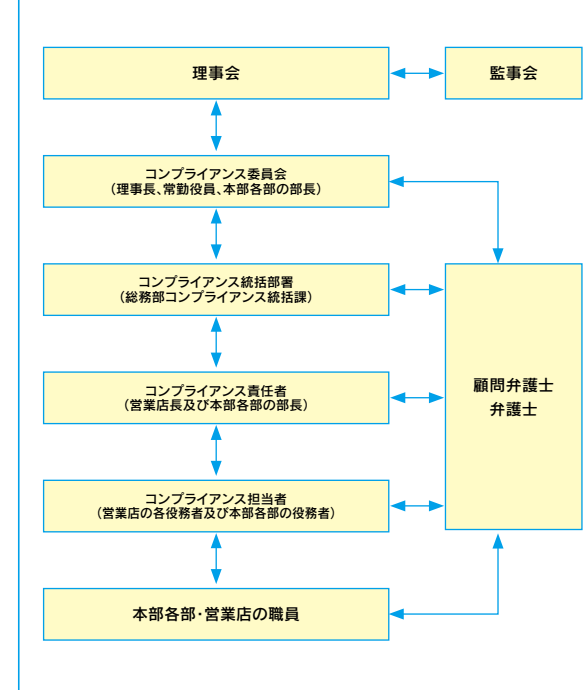 理事会
監事会
コンプライアンス委員会
（理事長、常勤役員、本部各部の部長）
コンプライアンス統括部署
（総務部コンプライアンス統括課）
コンプライアンス責任者
（営業店長及び本部各部の部長）
顧問弁護士
弁護士
コンプライアンス担当者
（営業店の各役務者及び本部各部の役務者）
本部各部・営業店の職員